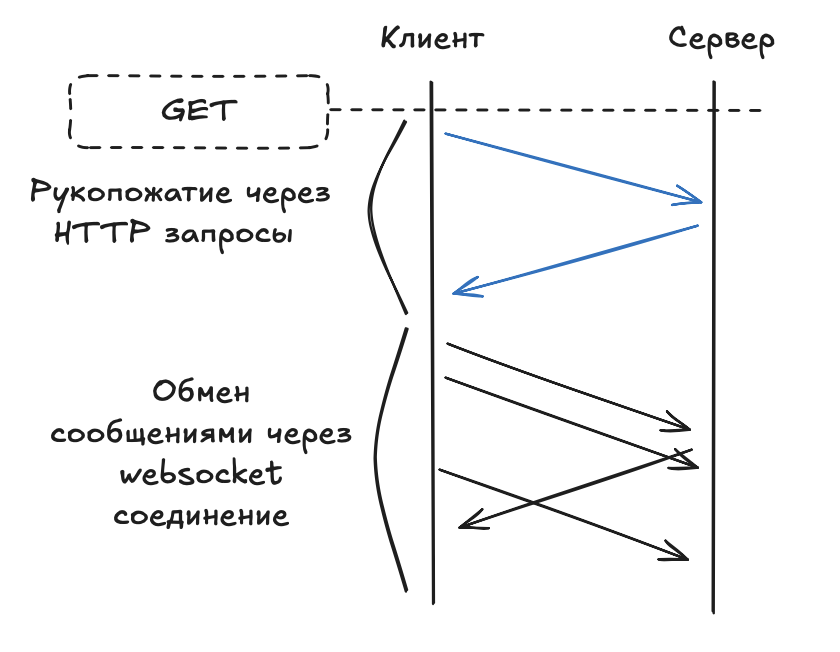 Клиент
Сервер
GET
Рукопожатие через
HTTP запросы
Обмен
сообщениями через
websocket
соединение